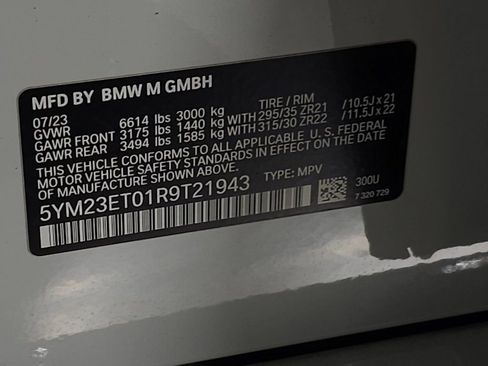 MFD BY BMW M GMBH
07/23 TIRE / RIM
GVWR 6614 lbs 3000 kg
GAWR FRONT 3175 lbs 1440 kg WITH 295/35 ZR21 /10.5J x 21
GAWR REAR 3494 lbs 1585 kg WITH 315/30 ZR22 /11.5J x 22
THIS VEHICLE CONFORMS TO ALL APPLICABLE U.S. FEDERAL
MOTOR VEHICLE SAFETY STANDARDS IN EFFECT ON THE
DATE OF MANUFACTURE SHOWN ABOVE.
5YM23ET01R9T21943 TYPE: MPV
300U
7 320 729